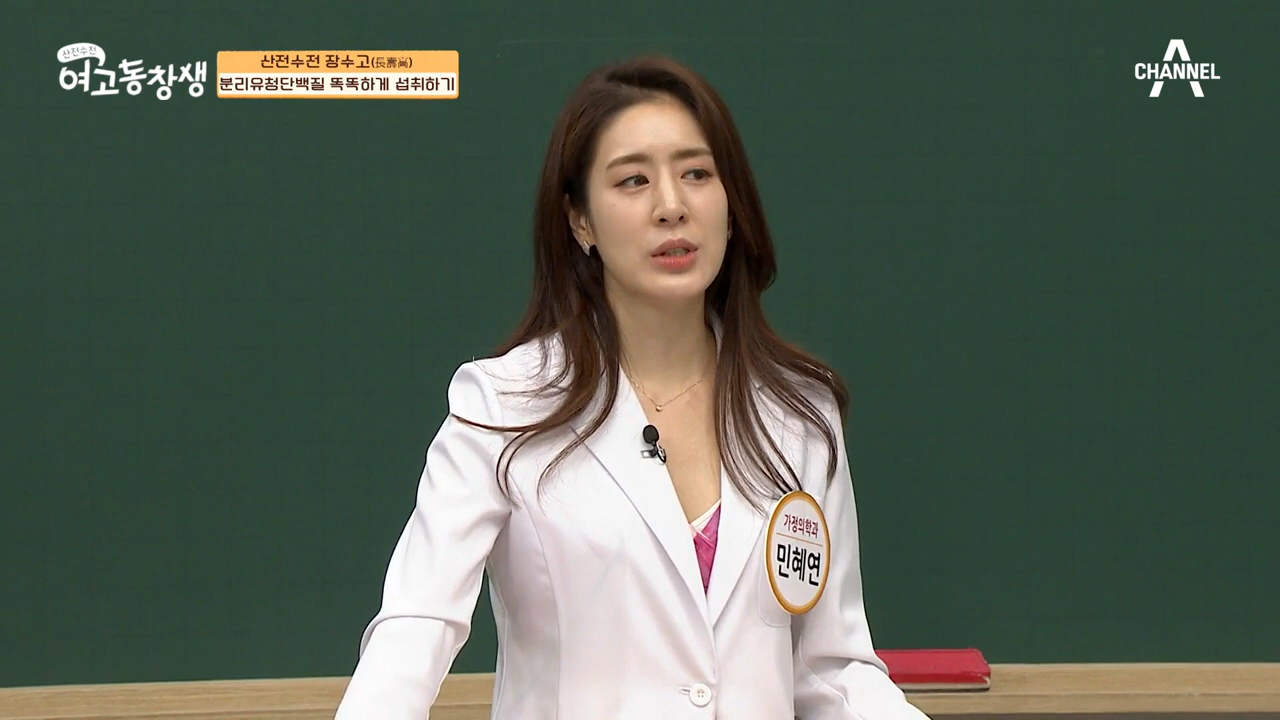 산전수전
여고동창생
산전수전 장수고(長壽高)
분리유청단백질 똑똑하게 섭취하기
CHANNEL A
가정의학과
민혜연